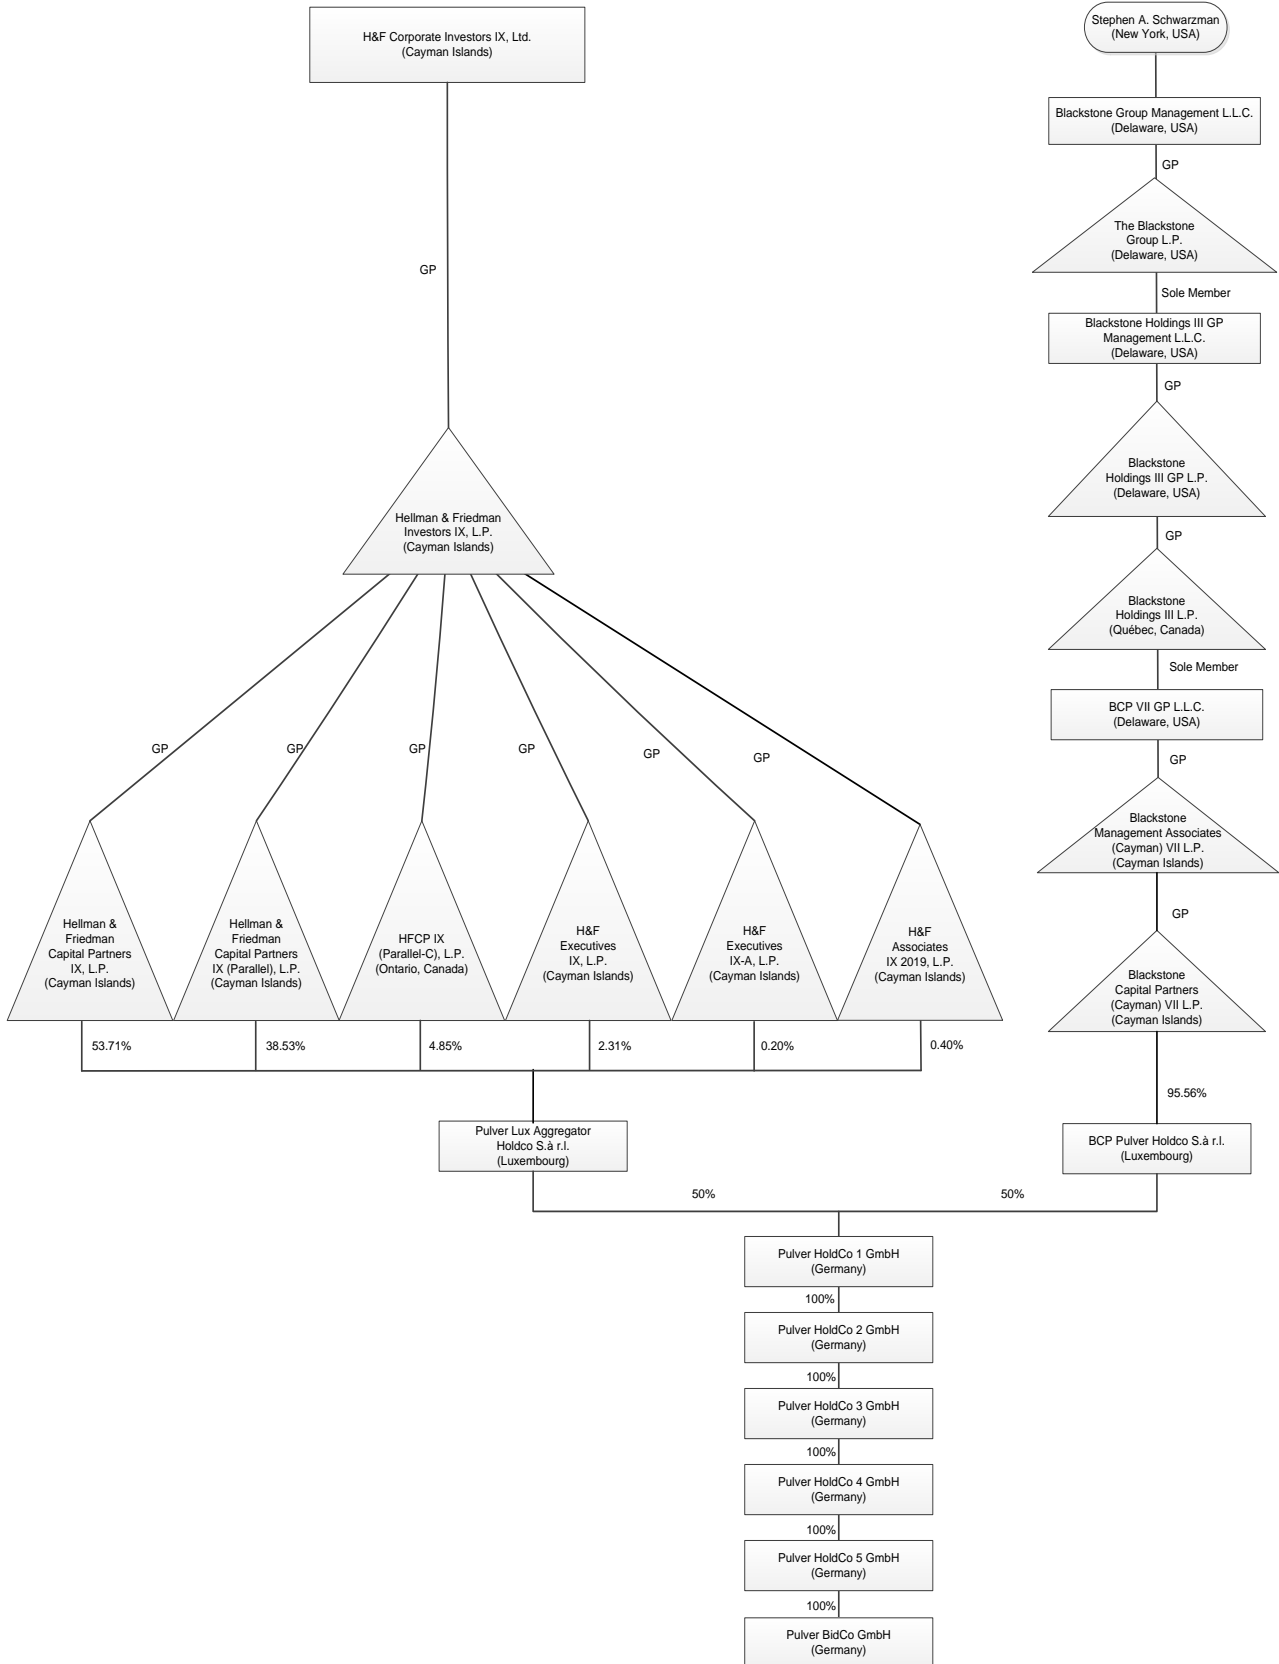 H&F Corporate Investors IX, Ltd.
(Cayman Islands)
GP
Hellman & Friedman
Investors IX, L.P.
(Cayman Islands)
GP
GP
GP
GP
GP
GP
Hellman &
Friedman
Capital Partners
IX, L.P.
(Cayman Islands)
Hellman &
Friedman
Capital Partners
IX (Parallel), L.P.
(Cayman Islands)
HFCP IX
(Parallel-C), L.P.
(Ontario, Canada)
H&F
Executives
IX, L.P.
(Cayman Islands)
H&F
Executives
IX-A, L.P.
(Cayman Islands)
H&F
Associates
IX 2019, L.P.
(Cayman Islands)
53.71%
38.53%
4.85%
2.31%
0.20%
0.40%
Pulver Lux Aggregator
Holdco S.à r.l.
(Luxembourg)
Stephen A. Schwarzman
(New York, USA)
Blackstone Group Management L.L.C.
(Delaware, USA)
GP
The Blackstone
Group L.P.
(Delaware, USA)
Sole Member
Blackstone Holdings III GP
Management L.L.C.
(Delaware, USA)
GP
Blackstone
Holdings III GP L.P.
(Delaware, USA)
GP
Blackstone
Holdings III L.P.
(Québec, Canada)
Sole Member
BCP VII GP L.L.C.
(Delaware, USA)
GP
Blackstone
Management Associates
(Cayman) VII L.P.
(Cayman Islands)
GP
Blackstone
Capital Partners
(Cayman) VII L.P.
(Cayman Islands)
95.56%
BCP Pulver Holdco S.à r.l.
(Luxembourg)
50%
50%
Pulver HoldCo 1 GmbH
(Germany)
100%
Pulver HoldCo 2 GmbH
(Germany)
100%
Pulver HoldCo 3 GmbH
(Germany)
100%
Pulver HoldCo 4 GmbH
(Germany)
100%
Pulver HoldCo 5 GmbH
(Germany)
100%
Pulver BidCo GmbH
(Germany)